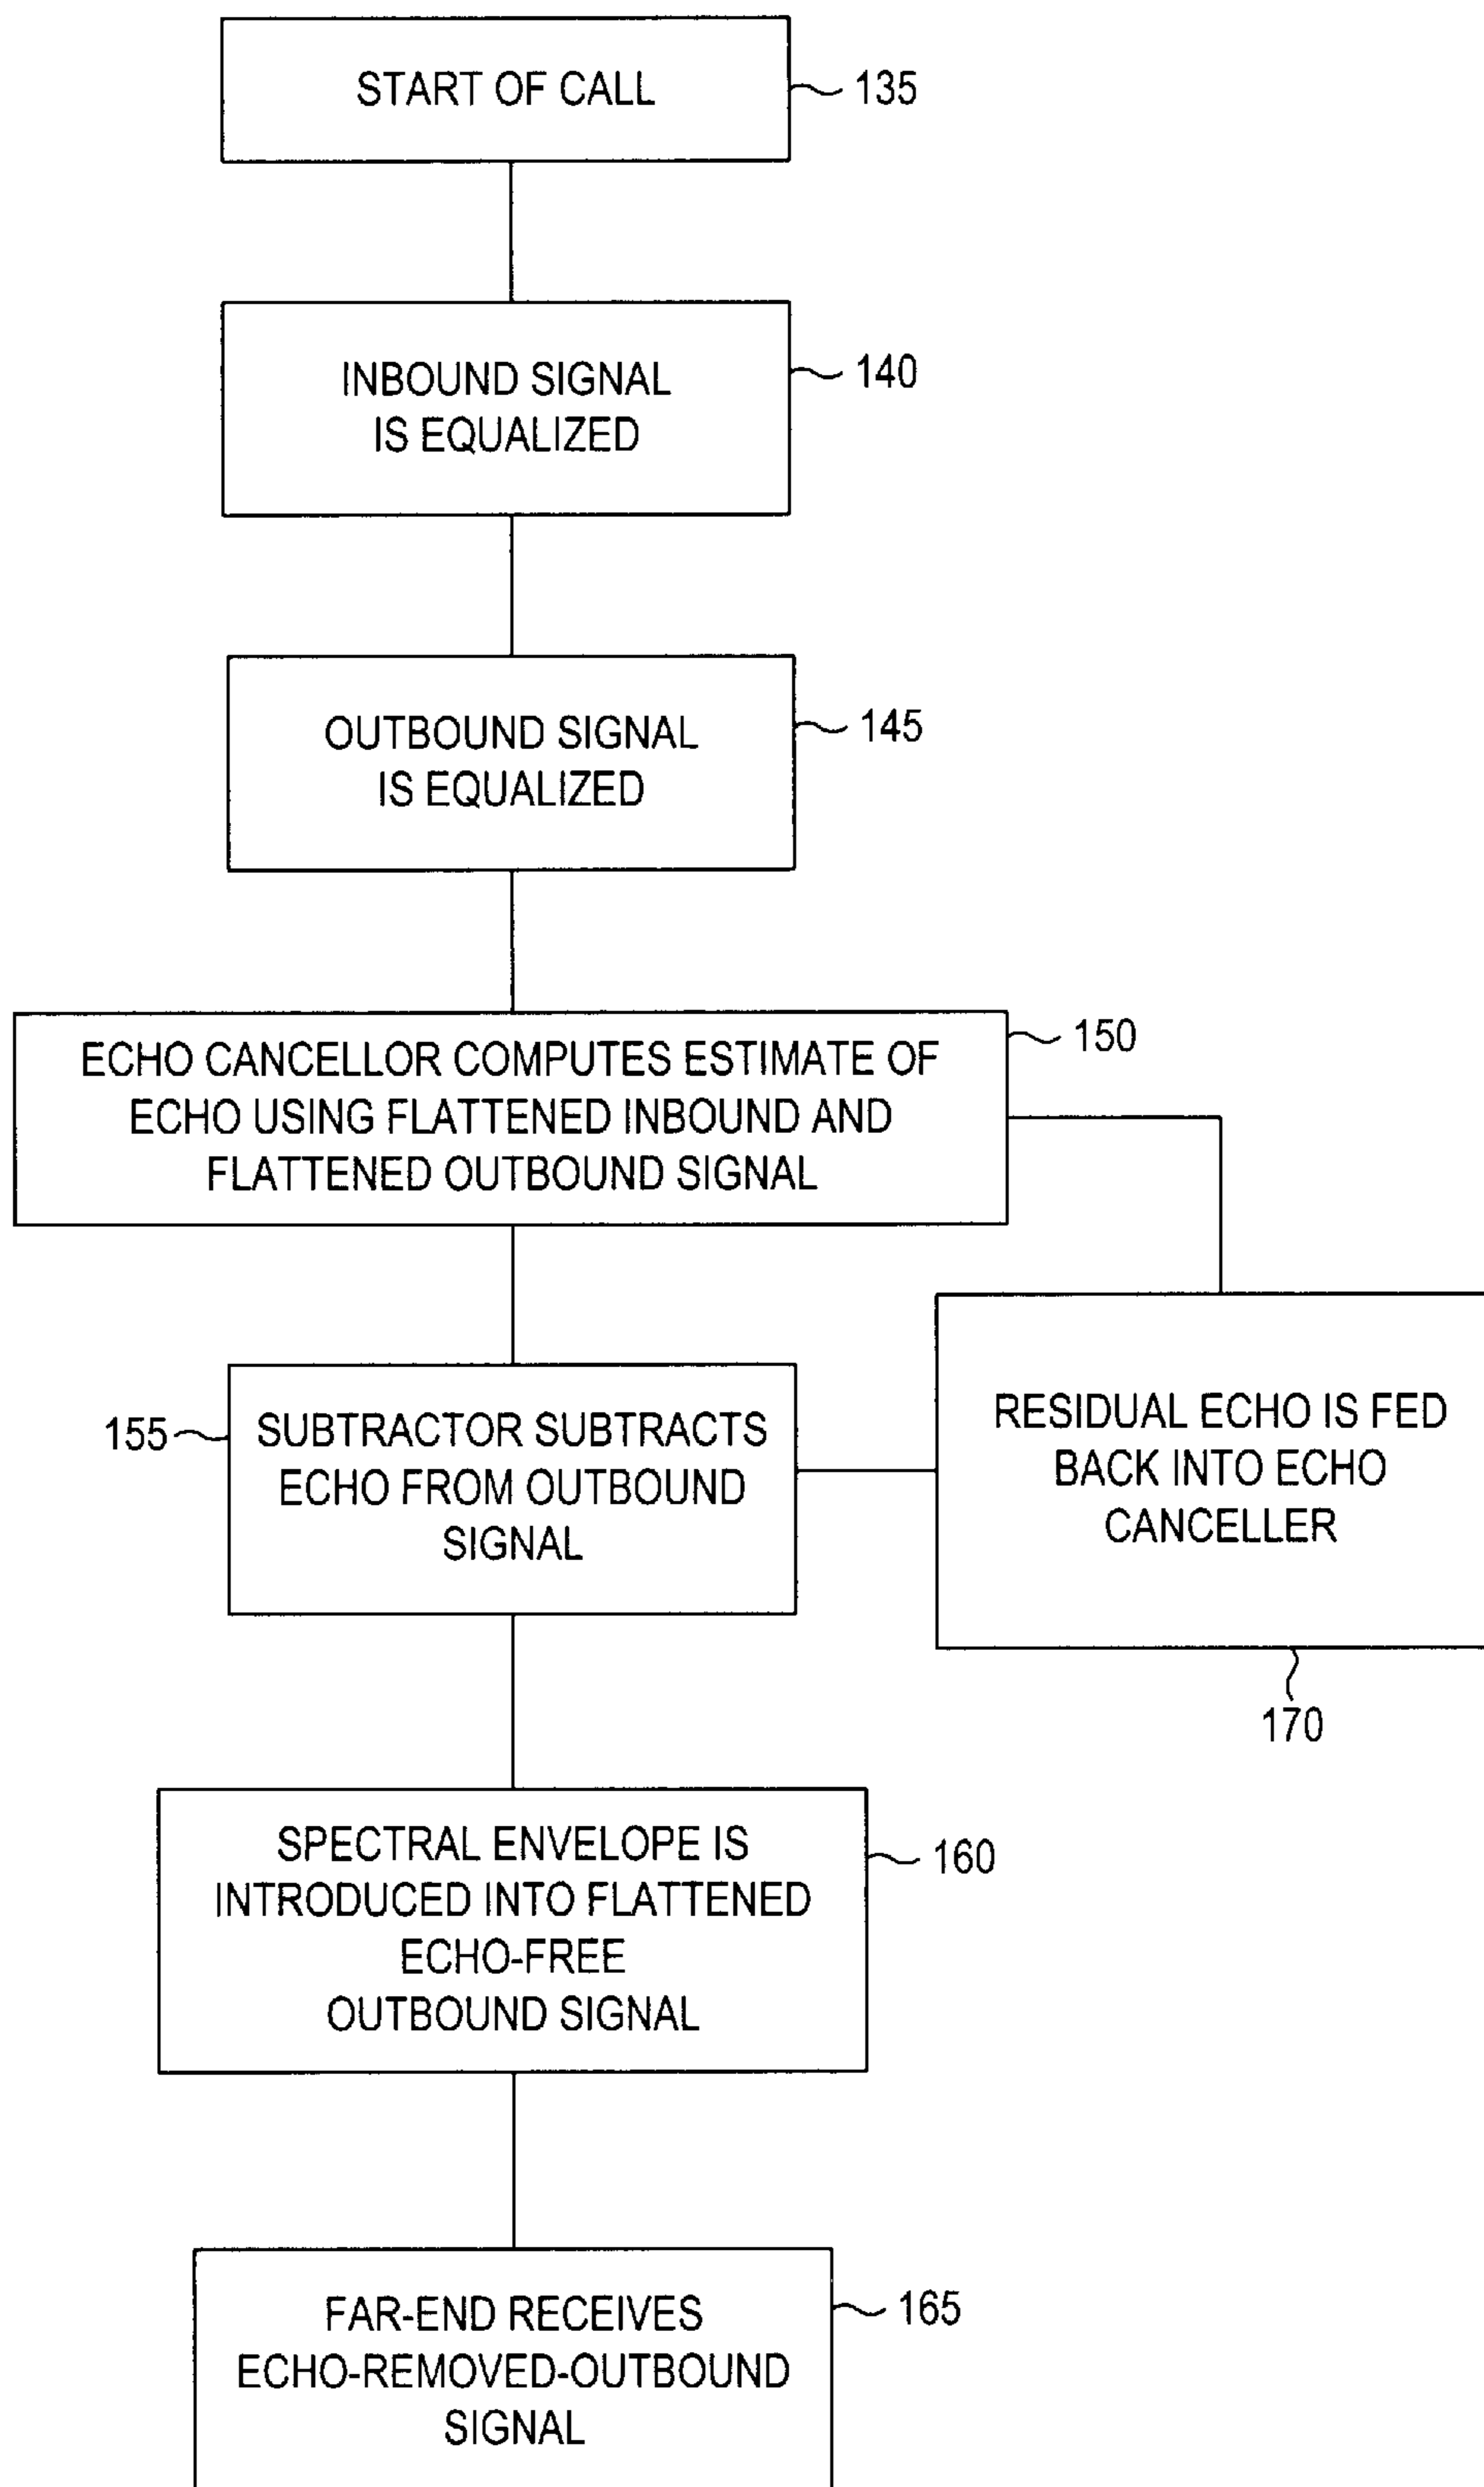 START OF CALL
135
INBOUND SIGNAL
IS EQUALIZED
140
OUTBOUND SIGNAL
IS EQUALIZED
145
ECHO CANCELLOR COMPUTES ESTIMATE OF
ECHO USING FLATTENED INBOUND AND
FLATTENED OUTBOUND SIGNAL
150
155
SUBTRACTOR SUBTRACTS
ECHO FROM OUTBOUND
SIGNAL
RESIDUAL ECHO IS FED
BACK INTO ECHO
CANCELLER
170
SPECTRAL ENVELOPE IS
INTRODUCED INTO FLATTENED
ECHO-FREE
OUTBOUND SIGNAL
160
FAR-END RECEIVES
ECHO-REMOVED-OUTBOUND
SIGNAL
165